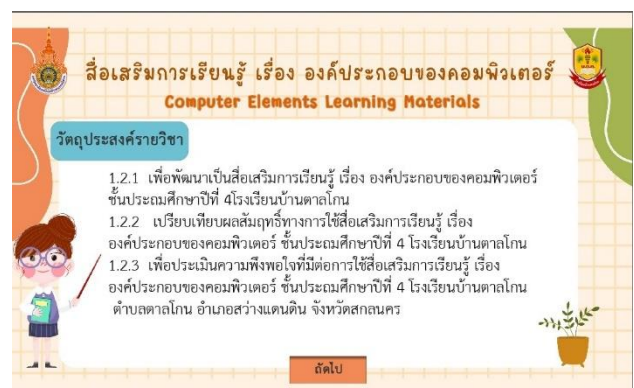 สื่อเสริมการเรียนรู้ เรื่อง องค์ประกอบของคอมพิวเตอร์
Computer Elements Learning Materials
วัตถุประสงค์รายวิชา
1.2.1 เพื่อพัฒนาเป็นสื่อเสริมการเรียนรู้ เรื่อง องค์ประกอบของคอมพิวเตอร์
ชั้นประถมศึกษาปีที่ 4โรงเรียนบ้านตาลโกน
1.2.2 เปรียบเทียบผลสัมฤทธิ์ทางการใช้สื่อเสริมการเรียนรู้ เรื่อง
องค์ประกอบของคอมพิวเตอร์ ชั้นประถมศึกษาปีที่ 4 โรงเรียนบ้านตาลโกน
1.2.3 เพื่อประเมินความพึงพอใจที่มีต่อการใช้สื่อเสริมการเรียนรู้ เรื่อง
องค์ประกอบของคอมพิวเตอร์ ชั้นประถมศึกษาปีที่ 4 โรงเรียนบ้านตาลโกน
ตำบลตาลโกน อำเภอสว่างแดนดิน จังหวัดสกลนคร
ถัดไป